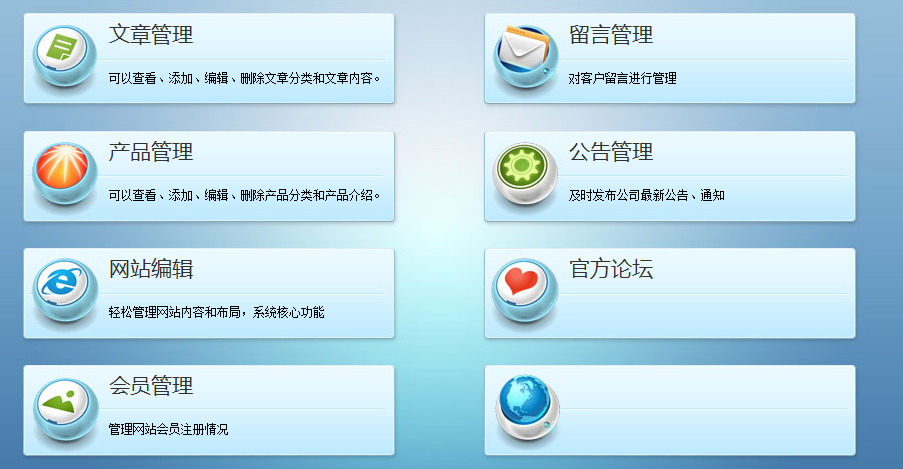 文章管理
可以查看、添加、编辑、删除文章分类和文章内容。
留言管理
对客户留言进行管理
产品管理
可以查看、添加、编辑、删除产品分类和产品介绍。
公告管理
及时发布公司最新公告、通知
网站编辑
轻松管理网站内容和布局，系统核心功能
官方论坛
会员管理
管理网站会员注册情况